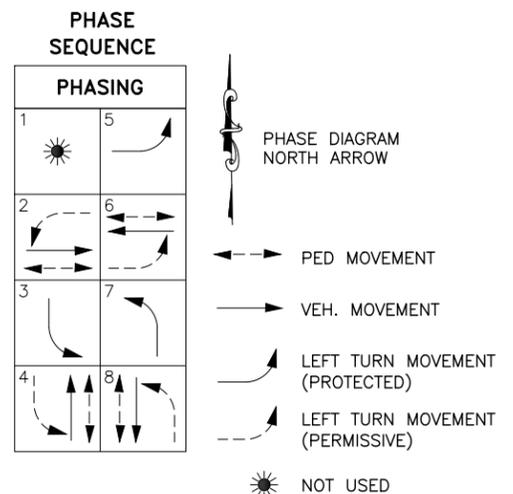 PHASE
SEQUENCE
PHASING
1 5
2 6
3 7
4 8
PHASE DIAGRAM
NORTH ARROW
PED MOVEMENT
VEH. MOVEMENT
LEFT TURN MOVEMENT
(PROTECTED)
LEFT TURN MOVEMENT
(PERMISSIVE)
NOT USED